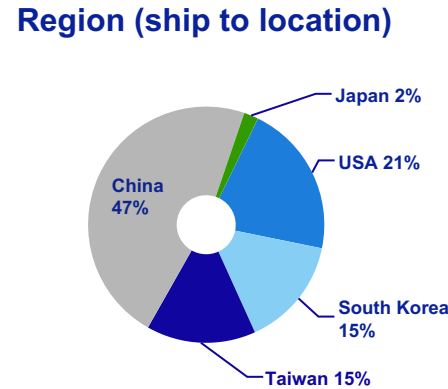 Region (ship to location)
Japan 2%
USA 21%
China
47%
South Korea
15%
Taiwan 15%